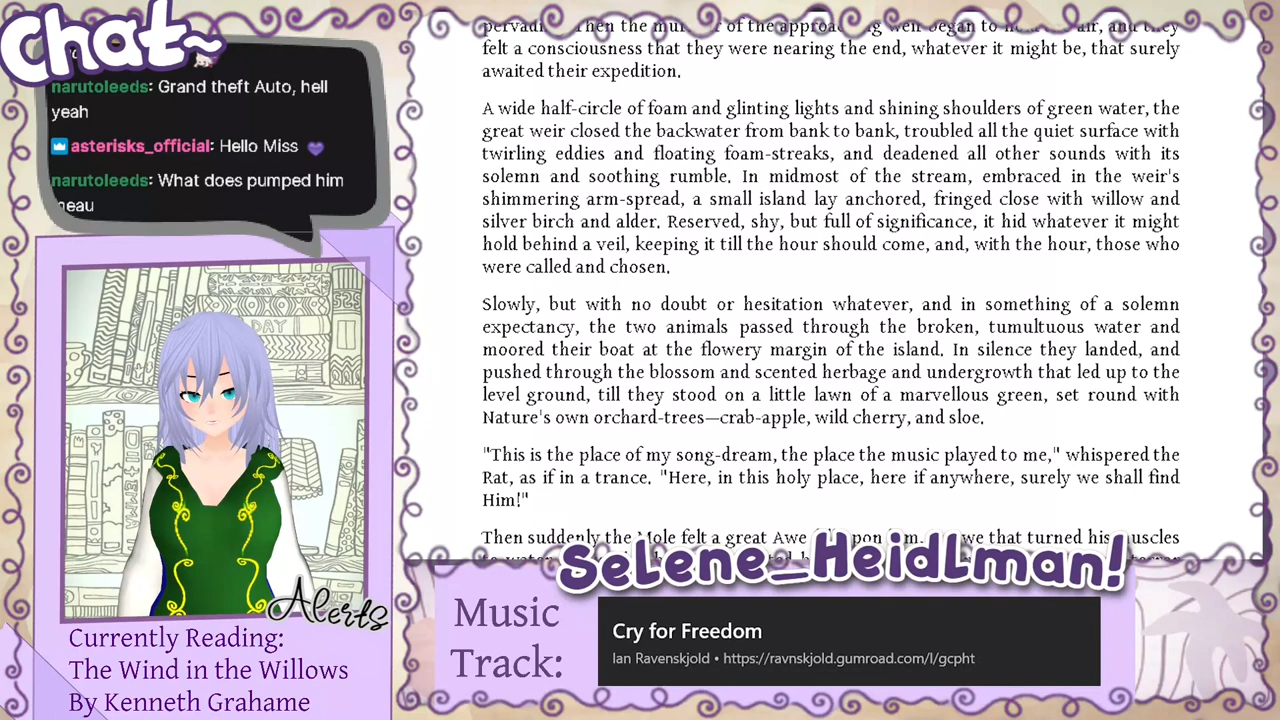 Chat~
narutoleeds: Grand theft Auto, hell
yeah
asterisks_official: Hello Miss 💜
narutoleeds: What does pumped him
neau
felt a consciousness that they were nearing the end, whatever it might be, that surely
awaited their expedition.
A wide half-circle of foam and glinting lights and shining shoulders of green water, the
great weir closed the backwater from bank to bank, troubled all the quiet surface with
twirling eddies and floating foam-streaks, and deadened all other sounds with its
solemn and soothing rumble. In midmost of the stream, embraced in the weir's
shimmering arm-spread, a small island lay anchored, fringed close with willow and
silver birch and alder. Reserved, shy, but full of significance, it hid whatever it might
hold behind a veil, keeping it till the hour should come, and, with the hour, those who
were called and chosen.
Slowly, but with no doubt or hesitation whatever, and in something of a solemn
expectancy, the two animals passed through the broken, tumultuous water and
moored their boat at the flowery margin of the island. In silence they landed, and
pushed through the blossom and scented herbage and undergrowth that led up to the
level ground, till they stood on a little lawn of a marvellous green, set round with
Nature's own orchard-trees—crab-apple, wild cherry, and sloe.
"This is the place of my song-dream, the place the music played to me," whispered the
Rat, as if in a trance. "Here, in this holy place, here if anywhere, surely we shall find
Him!"
Then suddenly the Mole felt a great Awe upon him, we that turned his muscles
DAY
EMMA
Selene_Heidlman!
Alerts
Currently Reading:
The Wind in the Willows
By Kenneth Grahame
Music
Track:
Cry for Freedom
Ian Ravenskjold • https://ravnskjold.gumroad.com/l/gcpht